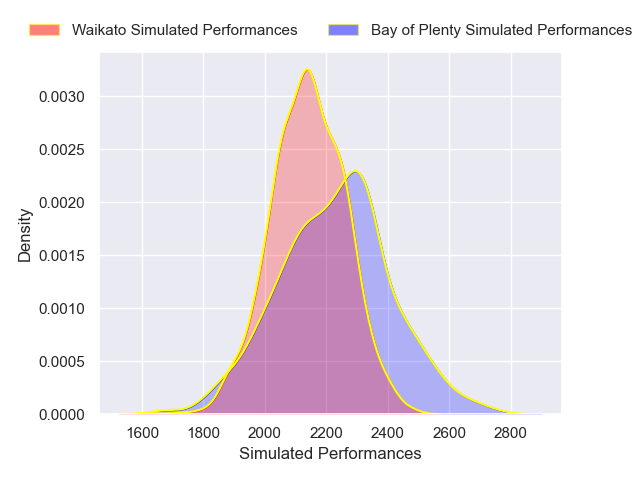 Waikato Simulated Performances
Bay of Plenty Simulated Performances
0.0030
0.0025
0.0020
0.0015
0.0010
0.0005
0.0000
Density
1600 1800 2000 2200 2400 2600 2800
Simulated Performances